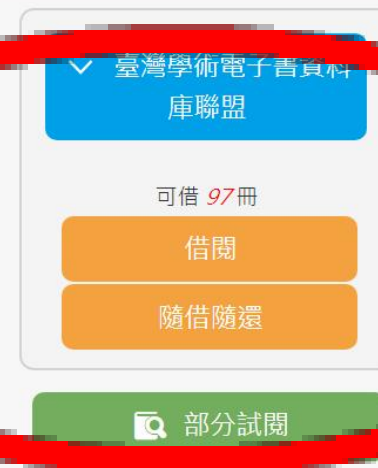 臺灣學術電子書資料
庫聯盟
可借 97 冊
借閱
隨借隨還
部分試閱